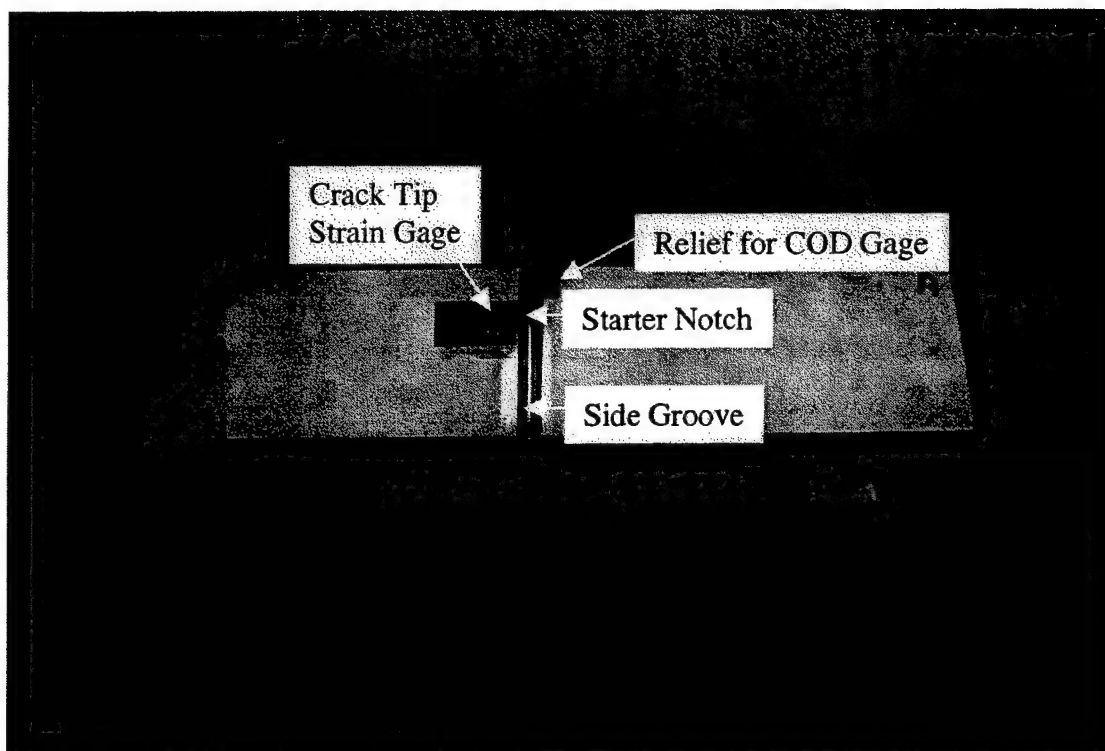 Crack Tip
Strain Gage
Relief for COD Gage
Starter Notch
Side Groove